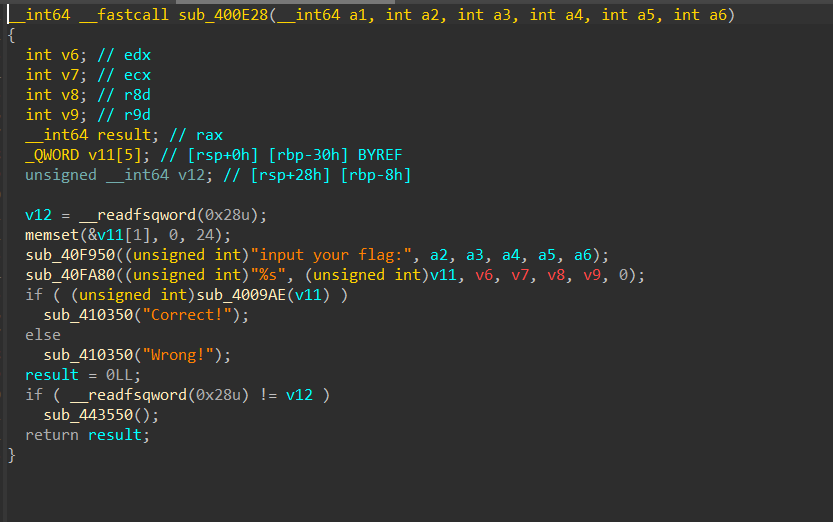 __int64 __fastcall sub_400E28(__int64 a1, int a2, int a3, int a4, int a5, int a6)
{
  int v6; // edx
  int v7; // ecx
  int v8; // r8d
  int v9; // r9d
  __int64 result; // rax
  _QWORD v11[5]; // [rsp+0h] [rbp-30h] BYREF
  unsigned __int64 v12; // [rsp+28h] [rbp-8h]

  v12 = __readfsqword(0x28u);
  memset(&v11[1], 0, 24);
  sub_40F950((unsigned int)"input your flag:", a2, a3, a4, a5, a6);
  sub_40FA80((unsigned int)"%s", (unsigned int)v11, v6, v7, v8, v9, 0);
  if ( (unsigned int)sub_4009AE(v11) )
    sub_410350("Correct!");
  else
    sub_410350("Wrong!");
  result = 0LL;
  if ( __readfsqword(0x28u) != v12 )
    sub_443550();
  return result;
}